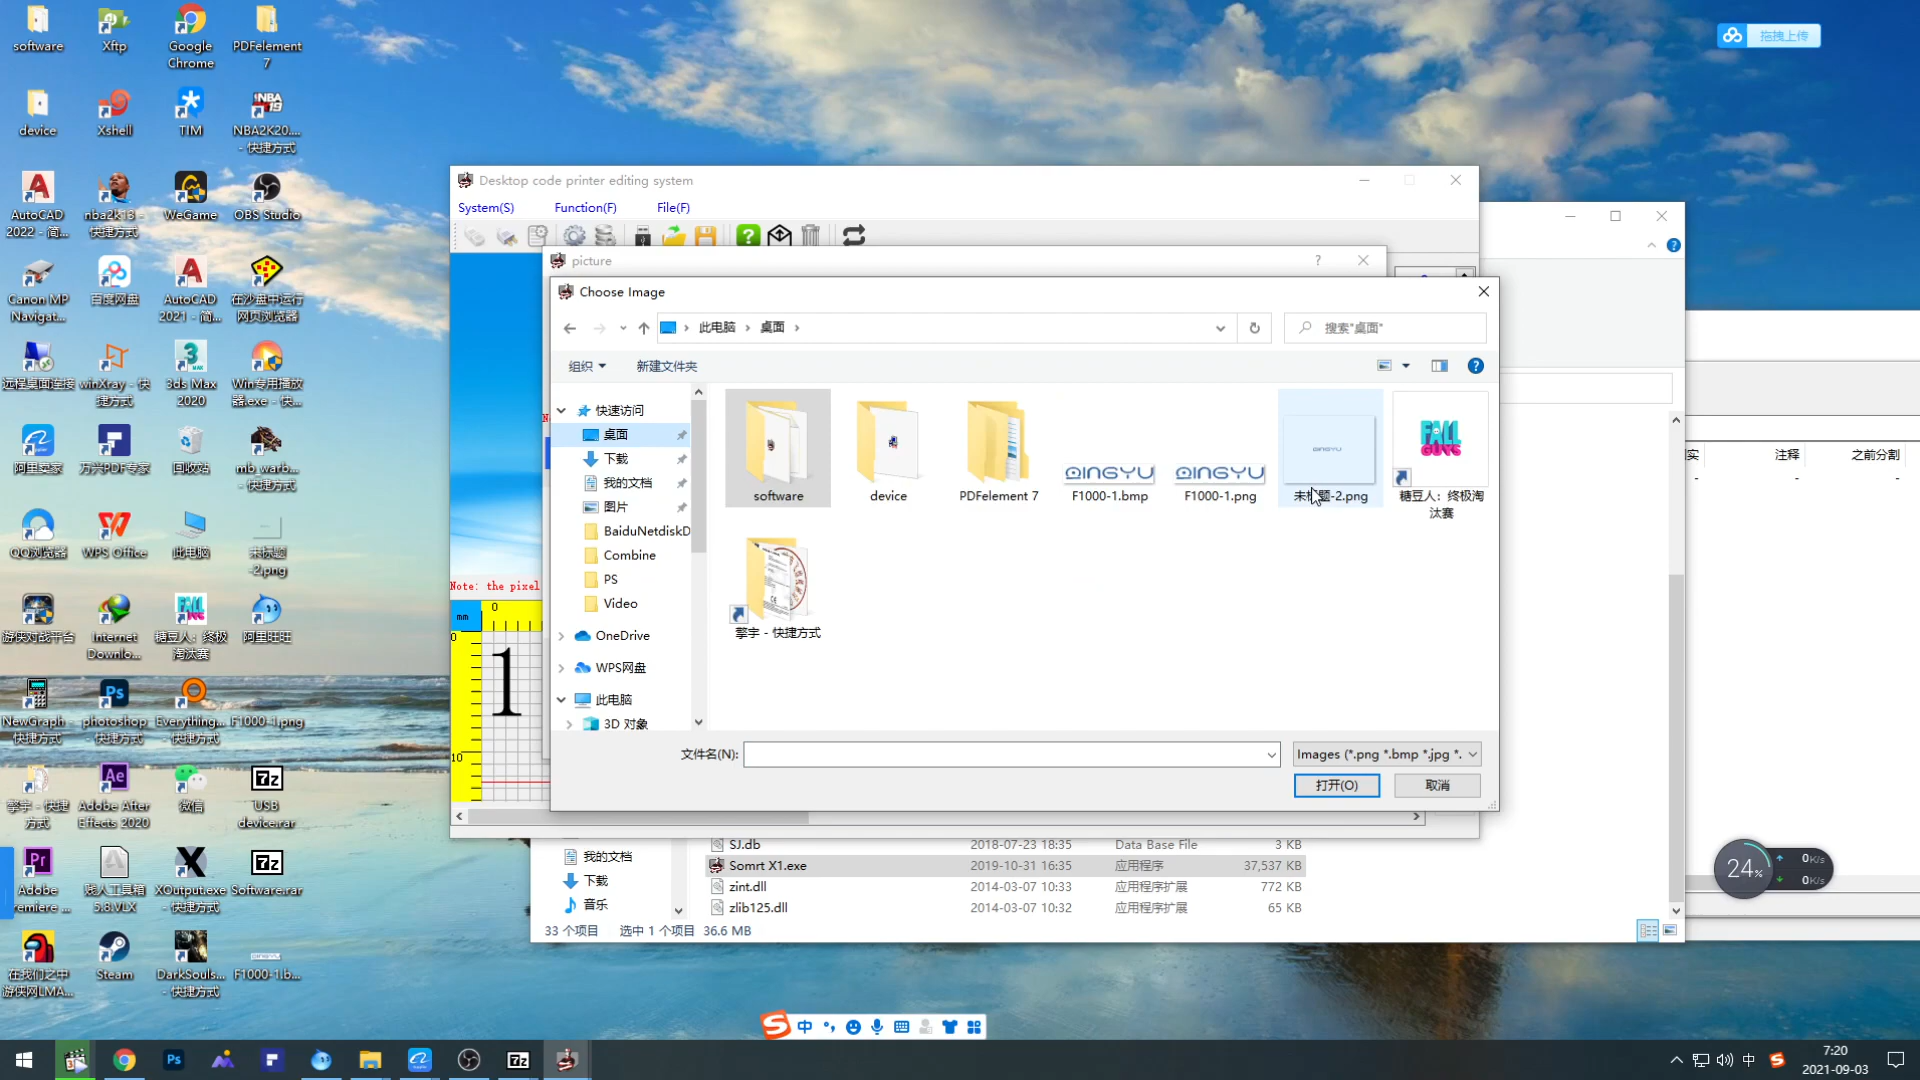 software
Xftp
Google
Chrome
PDFelement
7
device
Xshell
TIM
NBA2K20....
- 快捷方式
AutoCAD
2022 - 简...
nba2k13 -
快捷方式
WeGame
OBS Studio
Canon MP
Navigat...
百度网盘
AutoCAD
2021 - 简...
在沙盘中运行
网页浏览器
远程桌面连接
winXray - 快
捷方式
3ds Max
2020
Win专用播放
器.exe - 快...
阿里卖家
万兴PDF专家
回收站
mb_warb...
- 快捷方式
QQ浏览器
WPS Office
此电脑
未标题
-2.png
游侠对战平台
Internet
Downlo...
糖豆人：终极
淘汰赛
阿里旺旺
NewGraph -
快捷方式
photoshop
- 快捷方式
Everything...
- 快捷方式
F1000-1.png
擎宇 - 快捷
方式
Adobe After
Effects 2020
微信
USB
device.rar
Adobe
remiere ...
贱人工具箱
5.8.VLX
XOutput.exe
- 快捷方式
Software.rar
在我们之中
游侠网LMA...
Steam
DarkSouls...
- 快捷方式
F1000-1.b...
拖拽上传
Desktop code printer editing system
System(S)
Function(F)
File(F)
picture
Choose Image
此电脑
桌面
搜索"桌面"
组织
新建文件夹
快速访问
桌面
下载
我的文档
图片
BaiduNetdiskD
Combine
PS
Video
OneDrive
WPS网盘
此电脑
3D 对象
software
device
PDFelement 7
QINGYU
F1000-1.bmp
QINGYU
F1000-1.png
QINGYU
未标题-2.png
FALL
GUYS
糖豆人：终极淘
汰赛
擎宇 - 快捷方式
文件名(N):
Images (*.png *.bmp *.jpg *.
打开(O)
取消
Note: the pixel
mm
0
0
10
1
注释
之前分割
我的文档
下载
音乐
SJ.db 2018-07-23 18:35 Data Base File 3 KB
Somrt X1.exe 2019-10-31 16:35 应用程序 37,537 KB
zint.dll 2014-03-07 10:33 应用程序扩展 772 KB
zlib125.dll 2014-03-07 10:32 应用程序扩展 65 KB
33 个项目 选中 1 个项目 36.6 MB
24%
0K/s
0K/s
中
中
7:20
2021-09-03